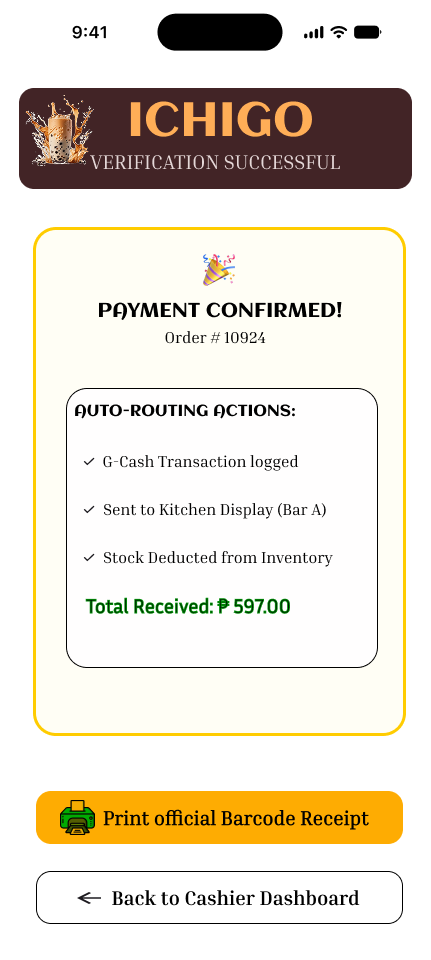 9:41
ICHIGO
VERIFICATION SUCCESSFUL
PAYMENT CONFIRMED!
Order # 10924
AUTO-ROUTING ACTIONS:
✓ G-Cash Transaction logged
✓ Sent to Kitchen Display (Bar A)
✓ Stock Deducted from Inventory
Total Received: ₱ 597.00
Print official Barcode Receipt
← Back to Cashier Dashboard